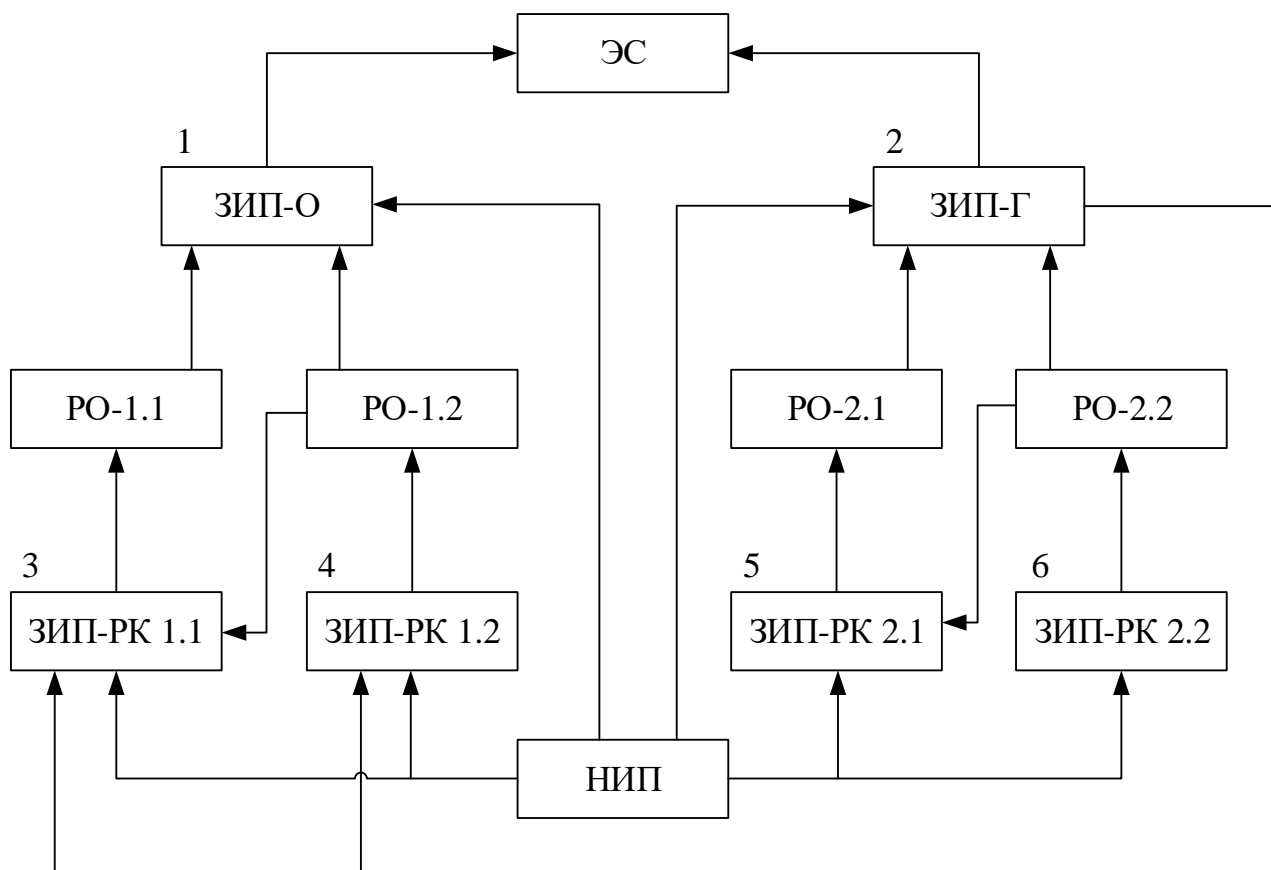 ЭС
1
2
ЗИП-О
ЗИП-Г
РО-1.1
РО-1.2
РО-2.1
РО-2.2
3
4
5
6
ЗИП-РК 1.1
ЗИП-РК 1.2
ЗИП-РК 2.1
ЗИП-РК 2.2
НИП